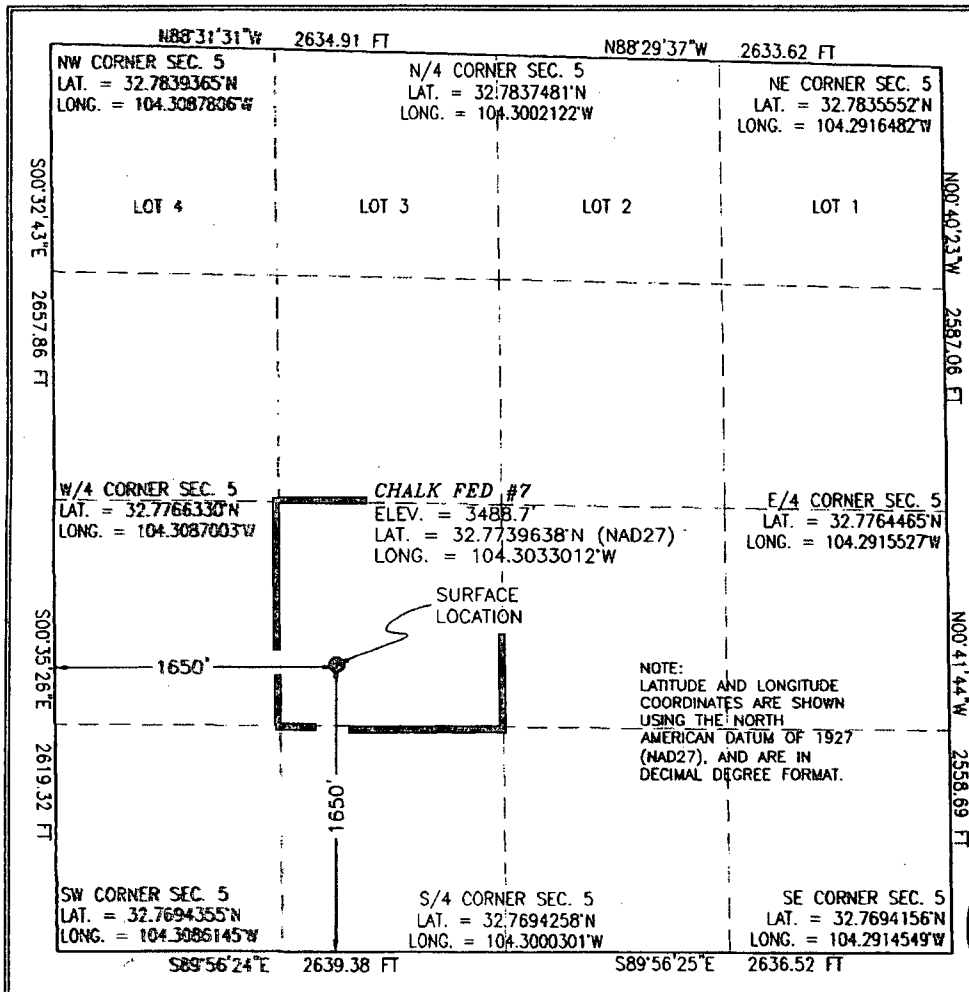 N88°31'31"W 2634.91 FT
N88°29'37"W 2633.62 FT
NW CORNER SEC. 5
LAT. = 32.7839365°N
LONG. = 104.3087806°W
N/4 CORNER SEC. 5
LAT. = 32.7837481°N
LONG. = 104.3002122°W
NE CORNER SEC. 5
LAT. = 32.7835552°N
LONG. = 104.2916482°W
S00°32'43"E 2657.86 FT
LOT 4
LOT 3
LOT 2
LOT 1
N00°40'23"W 2587.06 FT
W/4 CORNER SEC. 5
LAT. = 32.7766330°N
LONG. = 104.3087003°W
CHALK FED #7
ELEV. = 3488.7'
LAT. = 32.7739638°N (NAD27)
LONG. = 104.3033012°W
E/4 CORNER SEC. 5
LAT. = 32.7764465°N
LONG. = 104.2915527°W
SURFACE
LOCATION
S00°35'26"E 2619.32 FT
1650'
1650'
NOTE:
LATITUDE AND LONGITUDE
COORDINATES ARE SHOWN
USING THE NORTH
AMERICAN DATUM OF 1927
(NAD27), AND ARE IN
DECIMAL DEGREE FORMAT.
N00°41'44"W 2558.69 FT
SW CORNER SEC. 5
LAT. = 32.7694355°N
LONG. = 104.3086145°W
S/4 CORNER SEC. 5
LAT. = 32.7694258°N
LONG. = 104.3000301°W
SE CORNER SEC. 5
LAT. = 32.7694156°N
LONG. = 104.2914549°W
S89°56'24"E 2639.38 FT
S89°56'25"E 2636.52 FT